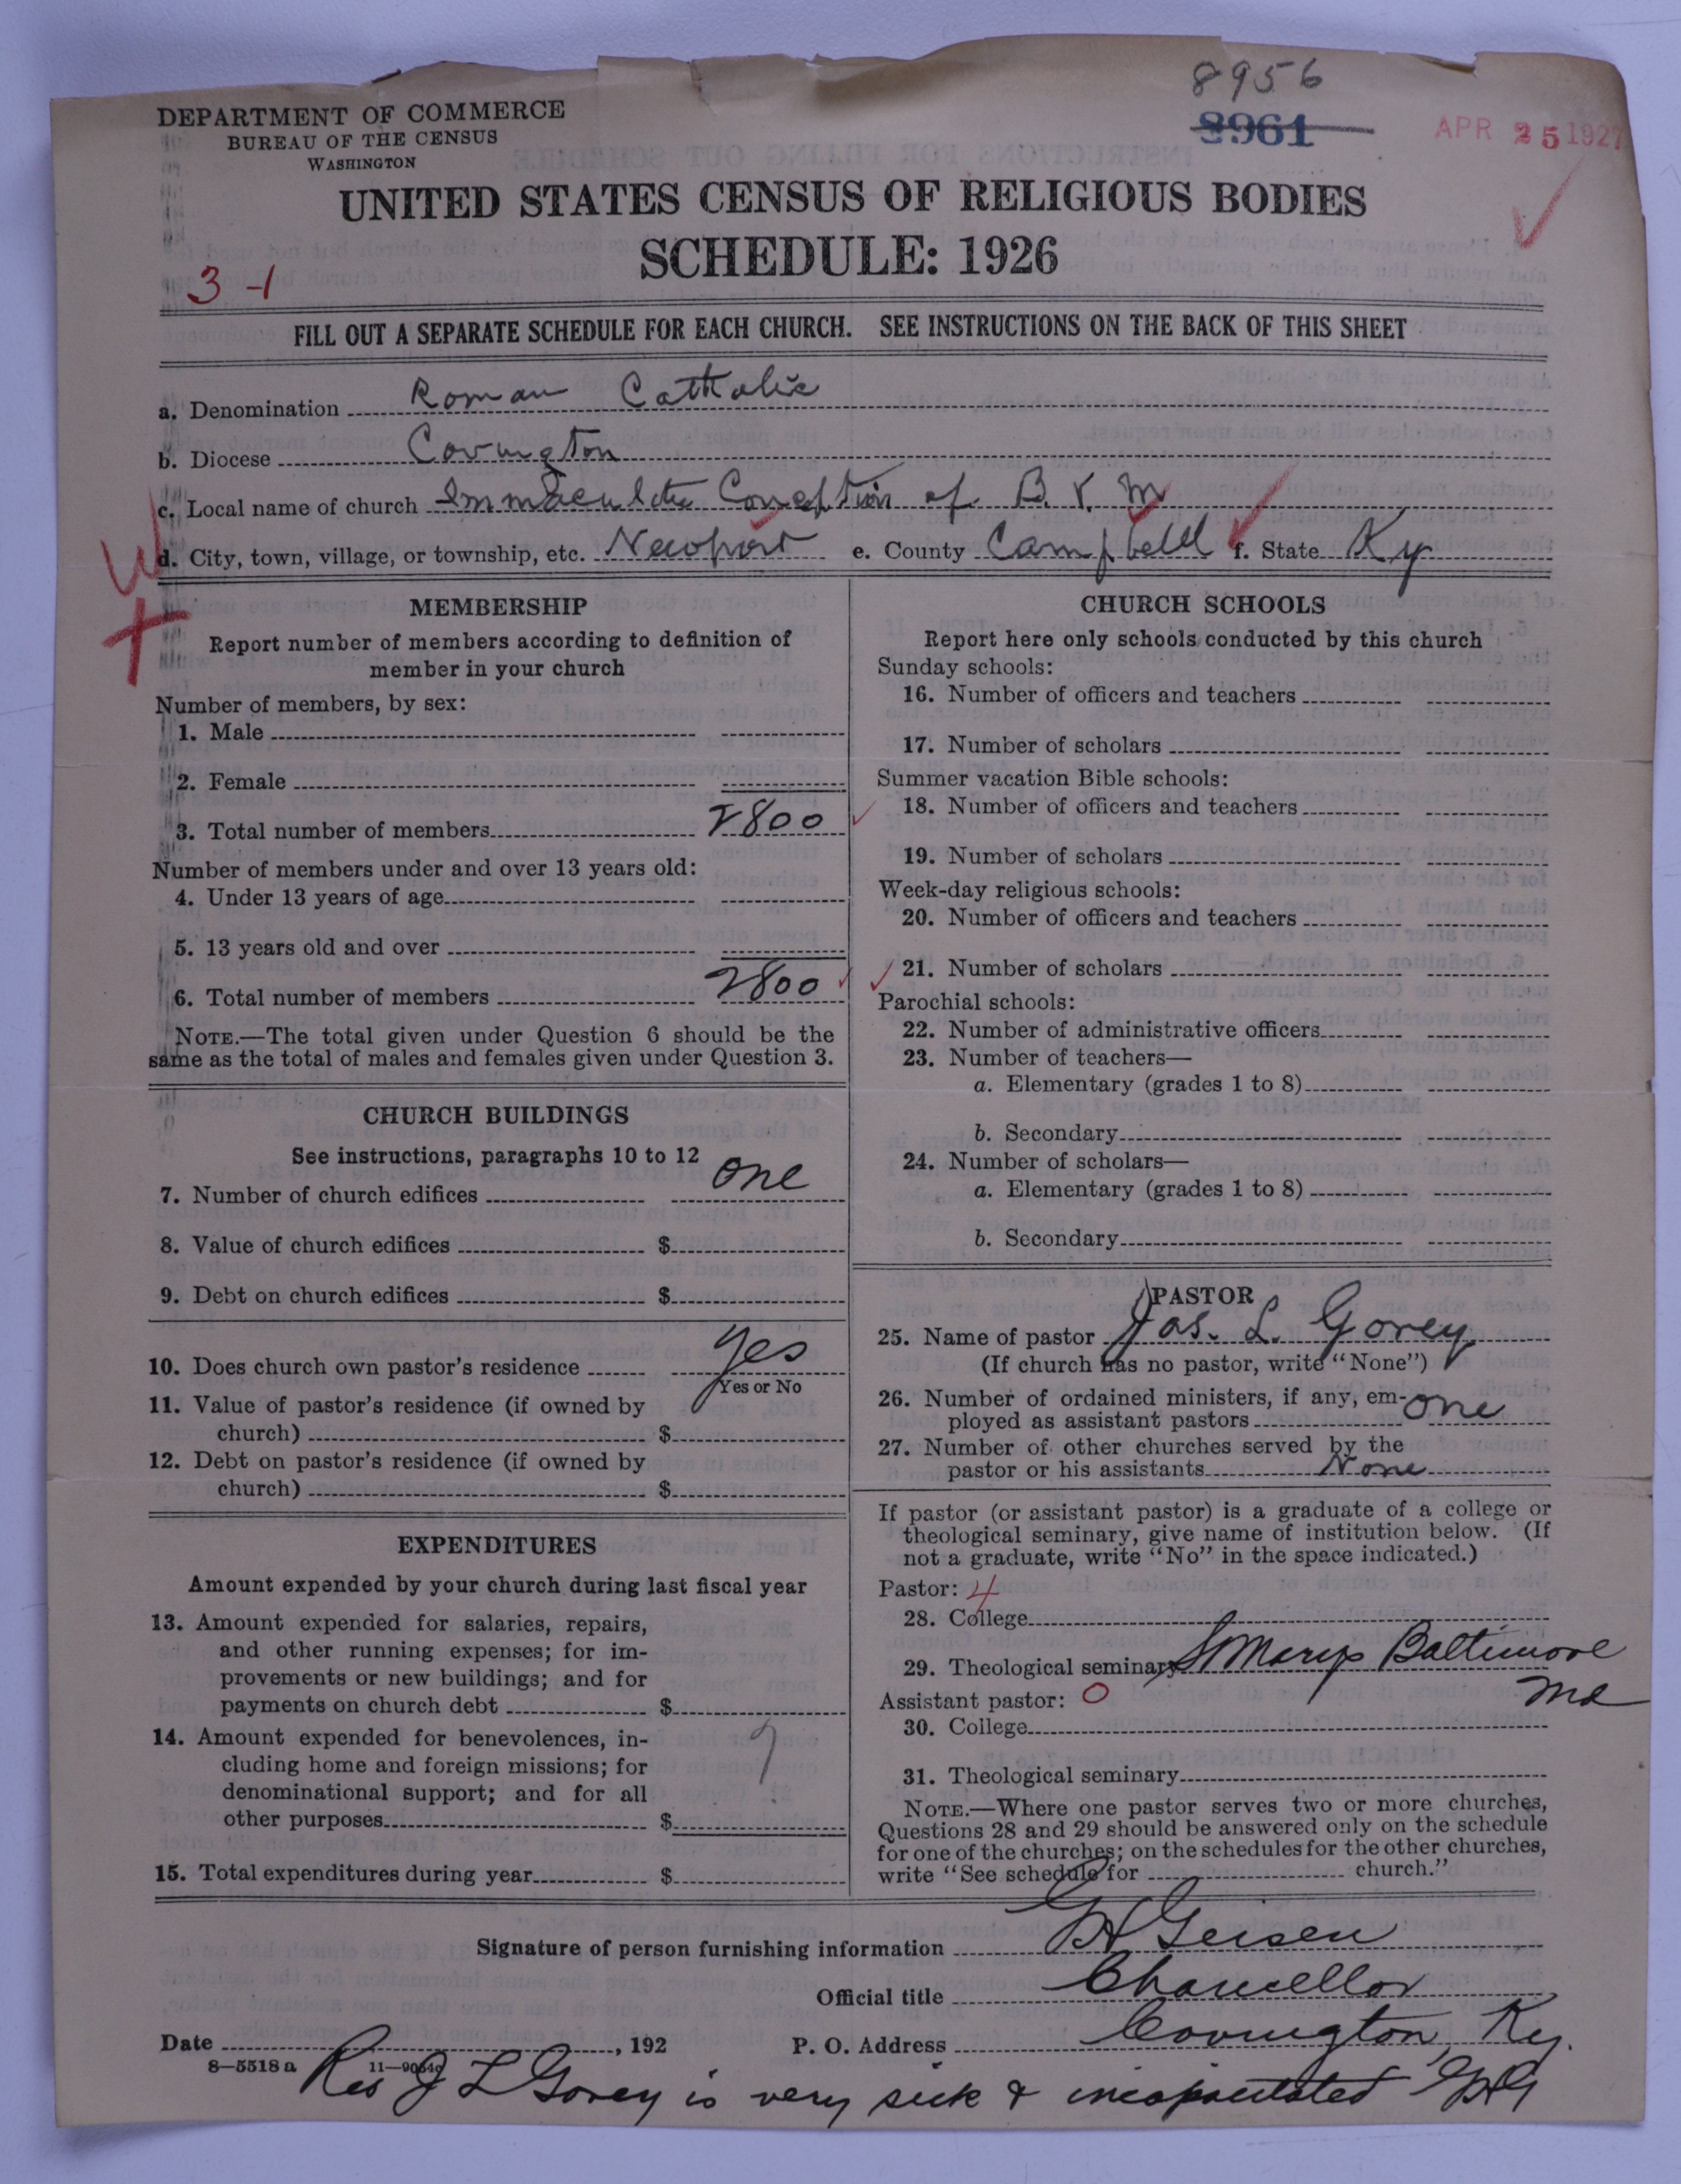 8956
DEPARTMENT OF COMMERCE
BUREAU OF THE CENSUS
WASHINGTON
8961
APR 25 1927
UNITED STATES CENSUS OF RELIGIOUS BODIES
SCHEDULE: 1926
3-1
FILL OUT A SEPARATE SCHEDULE FOR EACH CHURCH. SEE INSTRUCTIONS ON THE BACK OF THIS SHEET
a. Denomination Roman Catholic
b. Diocese Covington
c. Local name of church Immaculate Conception of B. V. M
d. City, town, village, or township, etc. Newport e. County Campbell f. State Ky
MEMBERSHIP
Report number of members according to definition of
member in your church
Number of members, by sex:
1. Male
2. Female
3. Total number of members 2800
Number of members under and over 13 years old:
4. Under 13 years of age
5. 13 years old and over
6. Total number of members 2800
NOTE.—The total given under Question 6 should be the
same as the total of males and females given under Question 3.
CHURCH BUILDINGS
See instructions, paragraphs 10 to 12
7. Number of church edifices one
8. Value of church edifices $
9. Debt on church edifices $
10. Does church own pastor's residence yes
Yes or No
11. Value of pastor's residence (if owned by
church) $
12. Debt on pastor's residence (if owned by
church) $
EXPENDITURES
Amount expended by your church during last fiscal year
13. Amount expended for salaries, repairs,
and other running expenses; for im-
provements or new buildings; and for
payments on church debt $
14. Amount expended for benevolences, in-
cluding home and foreign missions; for
denominational support; and for all
other purposes $
15. Total expenditures during year $
CHURCH SCHOOLS
Report here only schools conducted by this church
Sunday schools:
16. Number of officers and teachers
17. Number of scholars
Summer vacation Bible schools:
18. Number of officers and teachers
19. Number of scholars
Week-day religious schools:
20. Number of officers and teachers
21. Number of scholars
Parochial schools:
22. Number of administrative officers
23. Number of teachers—
a. Elementary (grades 1 to 8)
b. Secondary
24. Number of scholars—
a. Elementary (grades 1 to 8)
b. Secondary
PASTOR
25. Name of pastor Jas. L. Gorey
(If church has no pastor, write "None")
26. Number of ordained ministers, if any, em-
ployed as assistant pastors one
27. Number of other churches served by the
pastor or his assistants None
If pastor (or assistant pastor) is a graduate of a college or
theological seminary, give name of institution below. (If
not a graduate, write "No" in the space indicated.)
Pastor: 4
28. College
29. Theological seminary St Marys Baltimore
Md
Assistant pastor: 0
30. College
31. Theological seminary
NOTE.—Where one pastor serves two or more churches,
Questions 28 and 29 should be answered only on the schedule
for one of the churches; on the schedules for the other churches,
write "See schedule for church."
Signature of person furnishing information GH Geisen
Official title Chancellor
Date , 192 P. O. Address Covington, Ky.
8—5518 a 11—9064
Rev J L Gorey is very sick & incapacitated GHG